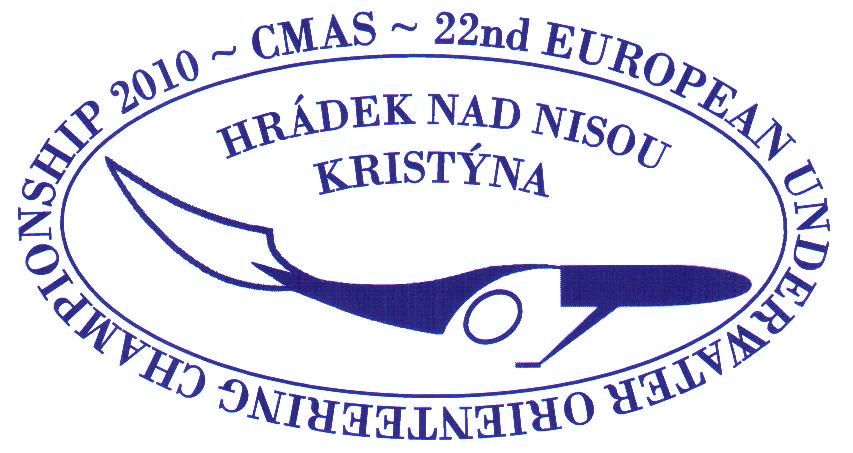 CMAS ~ 22nd EUROPEAN UNDERWATER ORIENTEERING CHAMPIONSHIP 2010 ~
HRÁDEK NAD NISOU
KRISTÝNA